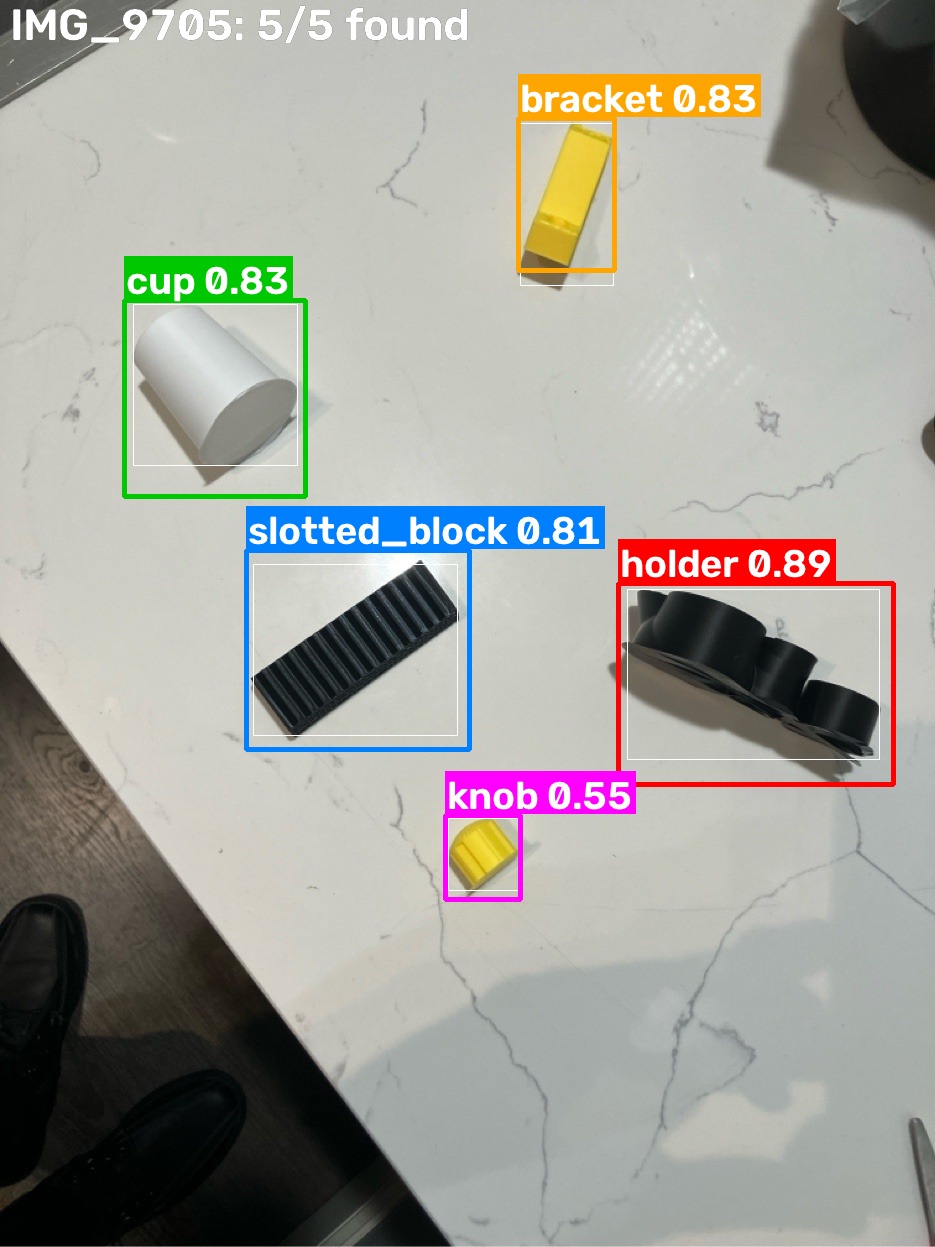 IMG_9705: 5/5 found
bracket 0.83
cup 0.83
slotted_block 0.81
holder 0.89
knob 0.55